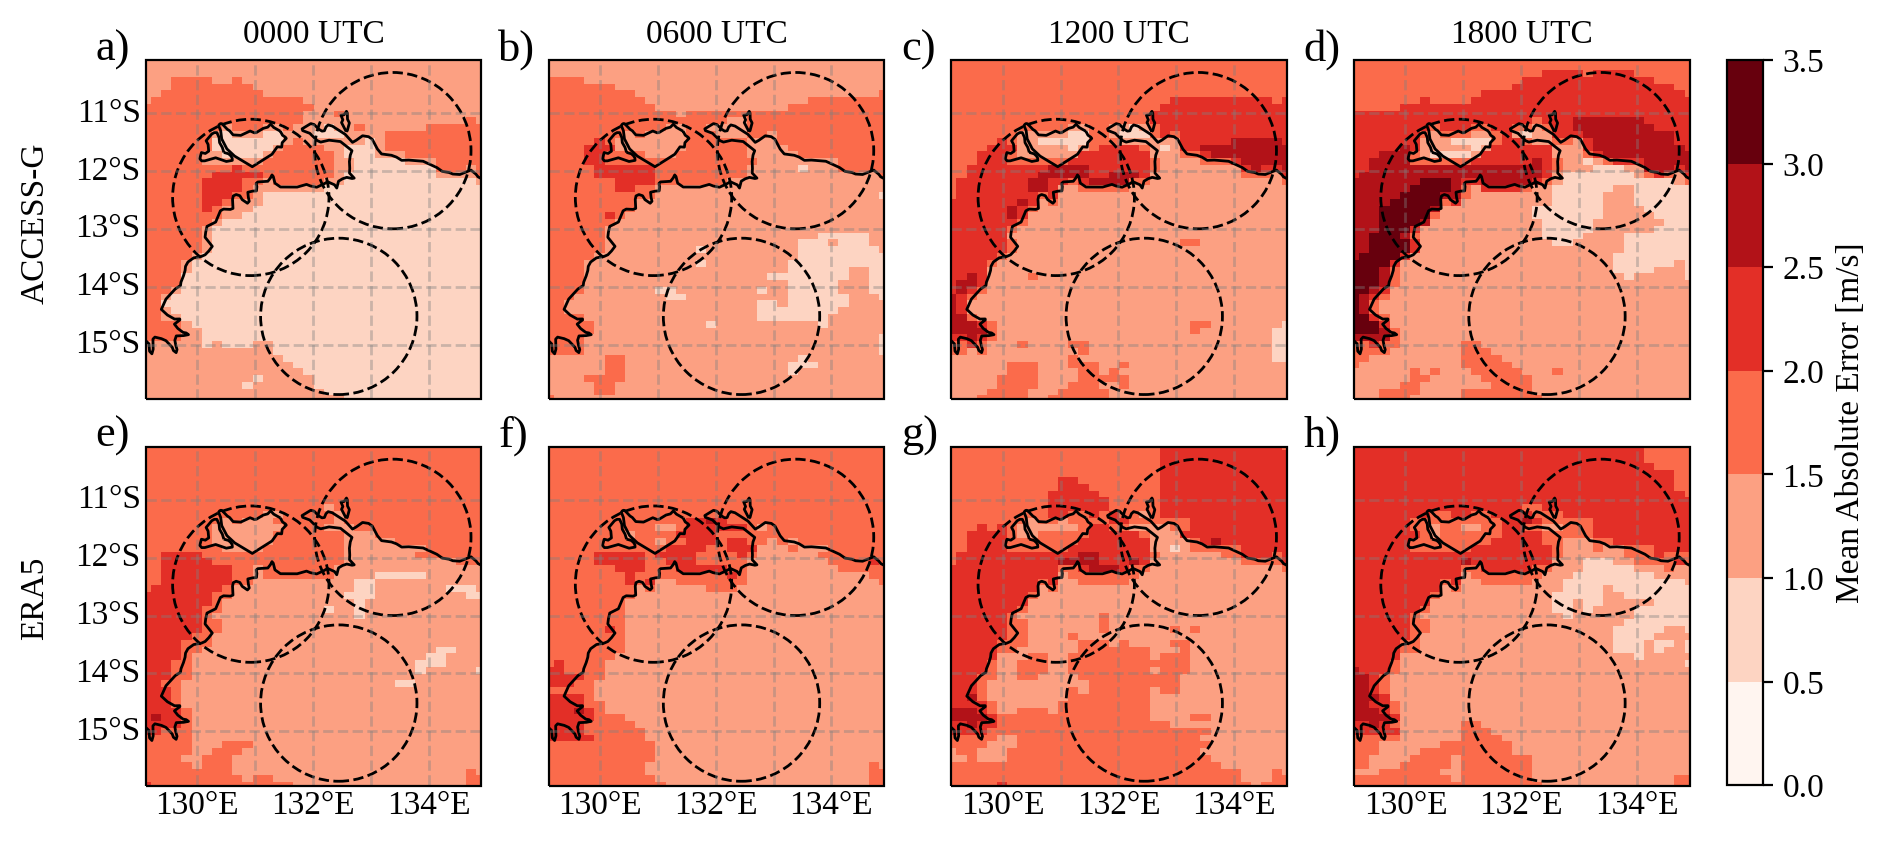 0000 UTC 0600 UTC 1200 UTC 1800 UTC
a) b) c) d)
ACCESS-G
11°S
12°S
13°S
14°S
15°S
e) f) g) h)
ERA5
11°S
12°S
13°S
14°S
15°S
130°E 132°E 134°E 130°E 132°E 134°E 130°E 132°E 134°E 130°E 132°E 134°E
3.5
3.0
2.5
2.0
1.5
1.0
0.5
0.0
Mean Absolute Error [m/s]